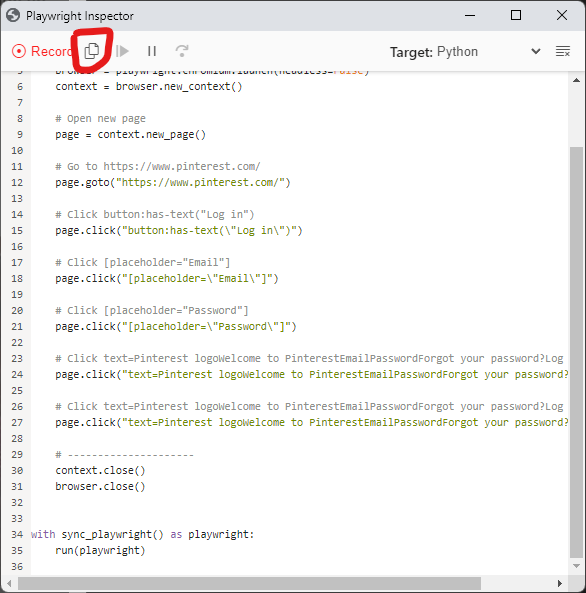 Playwright Inspector
Record
Target: Python
5 browser = playwright.chromium.launch(headless=False)
6 context = browser.new_context()
7
8 # Open new page
9 page = context.new_page()
10
11 # Go to https://www.pinterest.com/
12 page.goto("https://www.pinterest.com/")
13
14 # Click button:has-text("Log in")
15 page.click("button:has-text(\"Log in\")")
16
17 # Click [placeholder="Email"]
18 page.click("[placeholder=\"Email\"]")
19
20 # Click [placeholder="Password"]
21 page.click("[placeholder=\"Password\"]")
22
23 # Click text=Pinterest logoWelcome to PinterestEmailPasswordForgot your password?Log
24 page.click("text=Pinterest logoWelcome to PinterestEmailPasswordForgot your password?
25
26 # Click text=Pinterest logoWelcome to PinterestEmailPasswordForgot your password?Log
27 page.click("text=Pinterest logoWelcome to PinterestEmailPasswordForgot your password?
28
29 # ---------------------
30 context.close()
31 browser.close()
32
33
34 with sync_playwright() as playwright:
35 run(playwright)
36